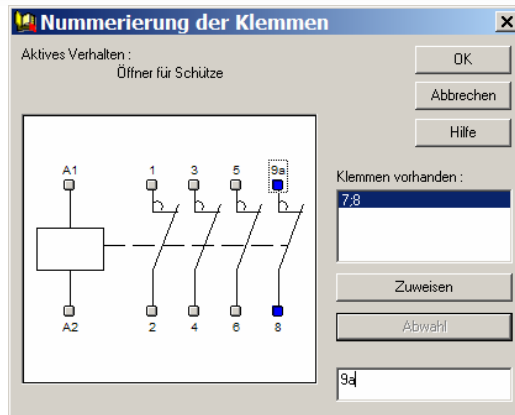 Nummerierung der Klemmen
Aktives Verhalten :
Öffner für Schütze
OK
Abbrechen
Hilfe
A1 1 3 5 9a
A2 2 4 6 8
Klemmen vorhanden :
7;8
Zuweisen
Abwahl
9a